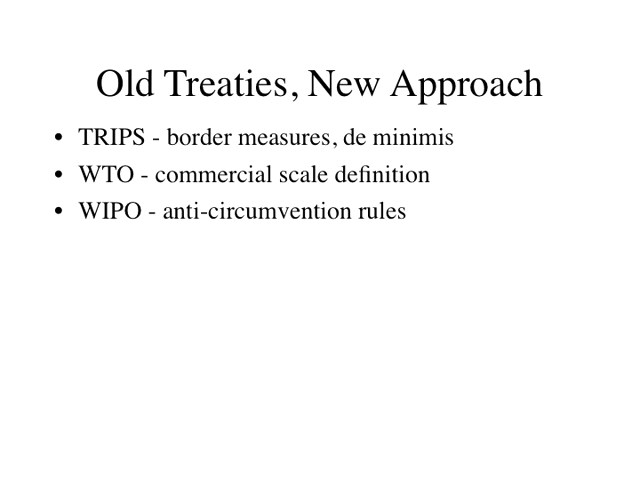 Old Treaties, New Approach
• TRIPS - border measures, de minimis
• WTO - commercial scale definition
• WIPO - anti-circumvention rules